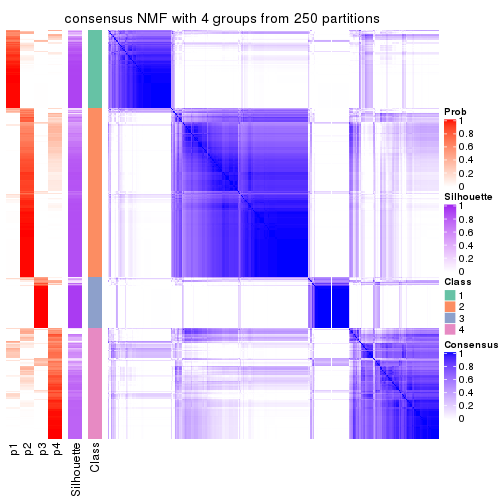 consensus NMF with 4 groups from 250 partitions
Prob
1
0.8
0.6
0.4
0.2
0
Silhouette
1
0.8
0.6
0.4
0.2
0
Class
1
2
3
4
Consensus
1
0.8
0.6
0.4
0.2
0
p1
p2
p3
p4
Silhouette
Class